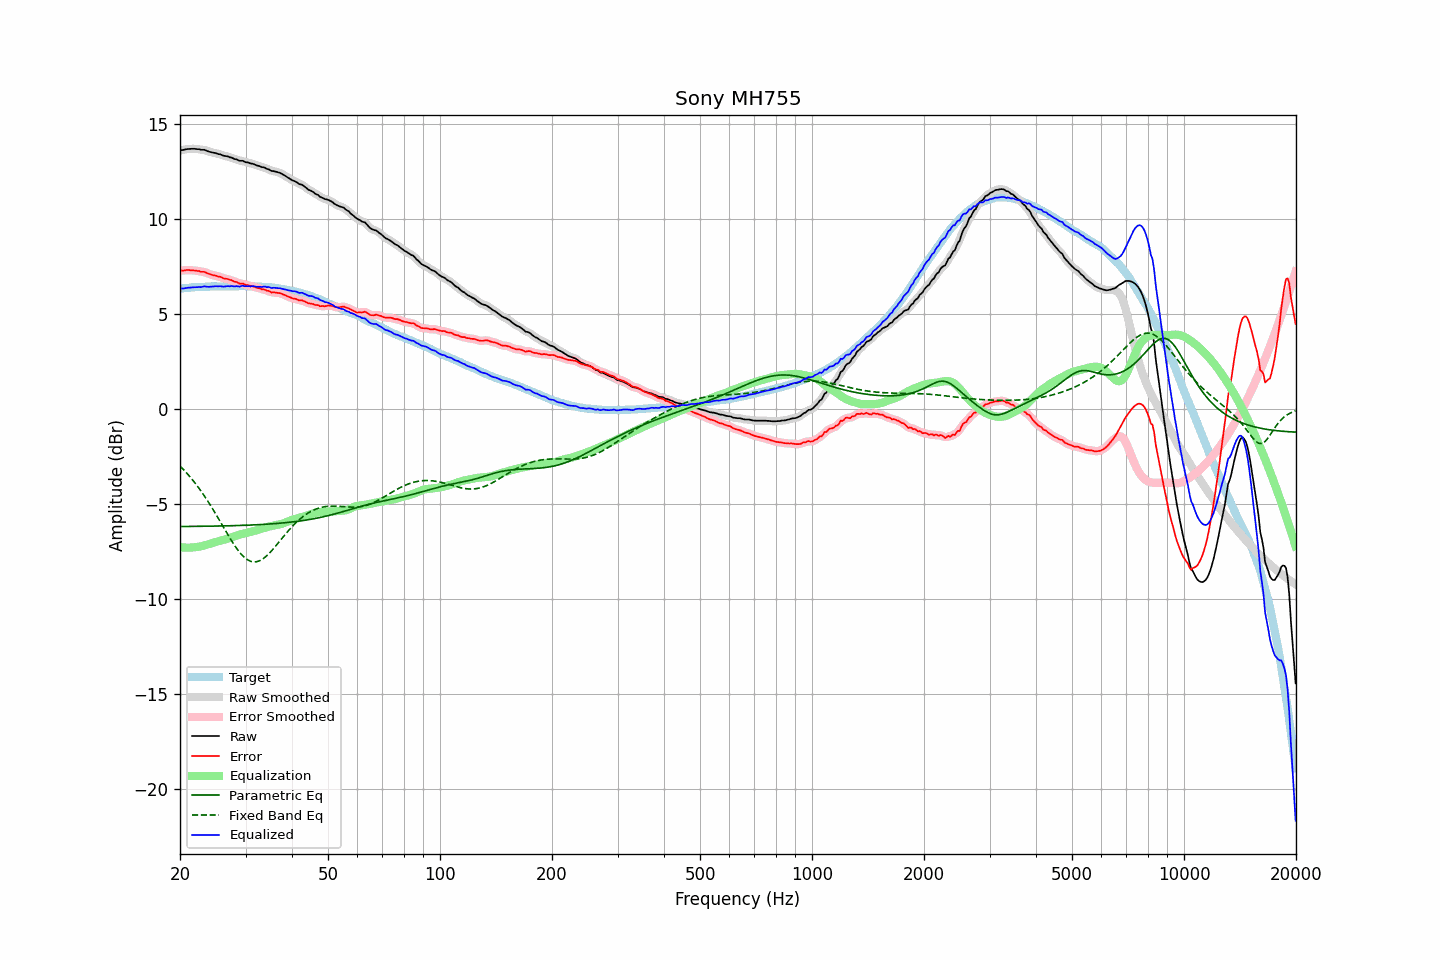 Sony MH755
Amplitude (dBr)
15
10
5
0
−5
−10
−15
−20
Target
Raw Smoothed
Error Smoothed
Raw
Error
Equalization
Parametric Eq
Fixed Band Eq
Equalized
20
50
100
200
500
1000
2000
5000
10000
20000
Frequency (Hz)